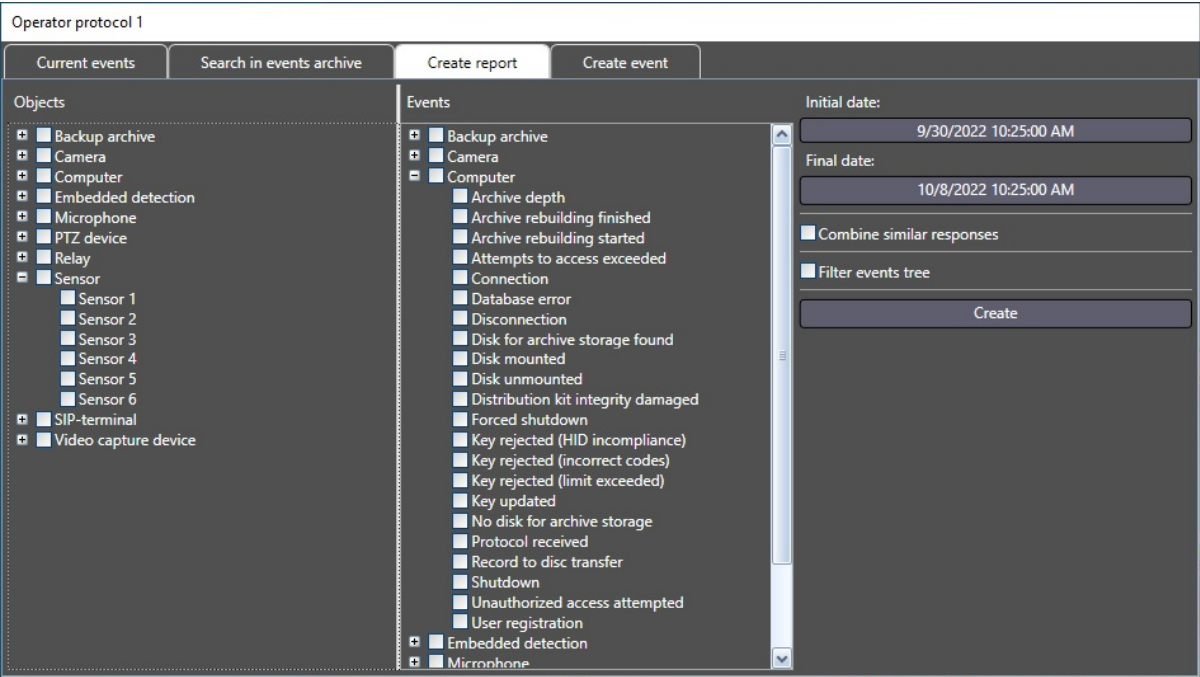 Operator protocol 1
Current events
Search in events archive
Create report
Create event
Objects
Backup archive
Camera
Computer
Embedded detection
Microphone
PTZ device
Relay
Sensor
Sensor 1
Sensor 2
Sensor 3
Sensor 4
Sensor 5
Sensor 6
SIP-terminal
Video capture device
Events
Backup archive
Camera
Computer
Archive depth
Archive rebuilding finished
Archive rebuilding started
Attempts to access exceeded
Connection
Database error
Disconnection
Disk for archive storage found
Disk mounted
Disk unmounted
Distribution kit integrity damaged
Forced shutdown
Key rejected (HID incompliance)
Key rejected (incorrect codes)
Key rejected (limit exceeded)
Key updated
No disk for archive storage
Protocol received
Record to disc transfer
Shutdown
Unauthorized access attempted
User registration
Embedded detection
Microphone
Initial date:
9/30/2022 10:25:00 AM
Final date:
10/8/2022 10:25:00 AM
Combine similar responses
Filter events tree
Create